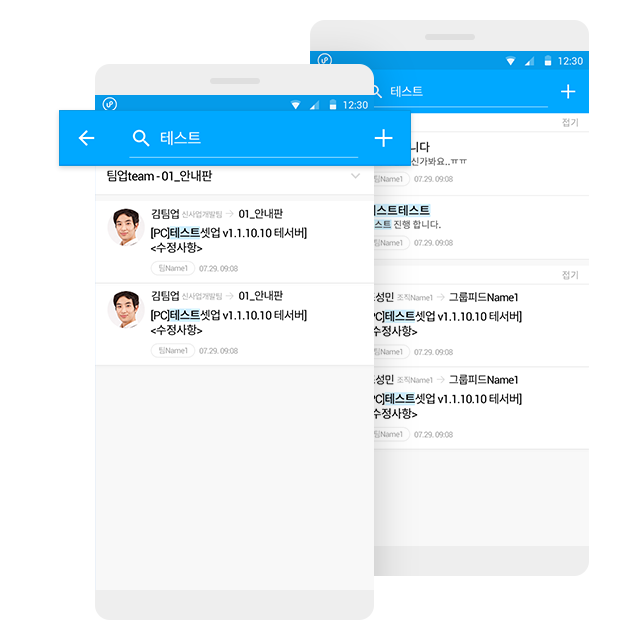 12:30
테스트
팀업team - 01_안내판
김팀업 신사업개발팀 → 01_안내판
[PC]테스트셋업 v1.1.10.10 테서버]
<수정사항>
팀Name1 07.29. 09:08
김팀업 신사업개발팀 → 01_안내판
[PC]테스트셋업 v1.1.10.10 테서버]
<수정사항>
팀Name1 07.29. 09:08
12:30
테스트
접기
니다
신가봐요..ㅠㅠ
팀Name1 07.29. 09:08
스트테스트
스트 진행 합니다.
팀Name1 07.29. 09:08
접기
성민 조직Name1 → 그룹피드Name1
PC]테스트셋업 v1.1.10.10 테서버]
수정사항>
팀Name1 07.29. 09:08
성민 조직Name1 → 그룹피드Name1
PC]테스트셋업 v1.1.10.10 테서버]
수정사항>
팀Name1 07.29. 09:08